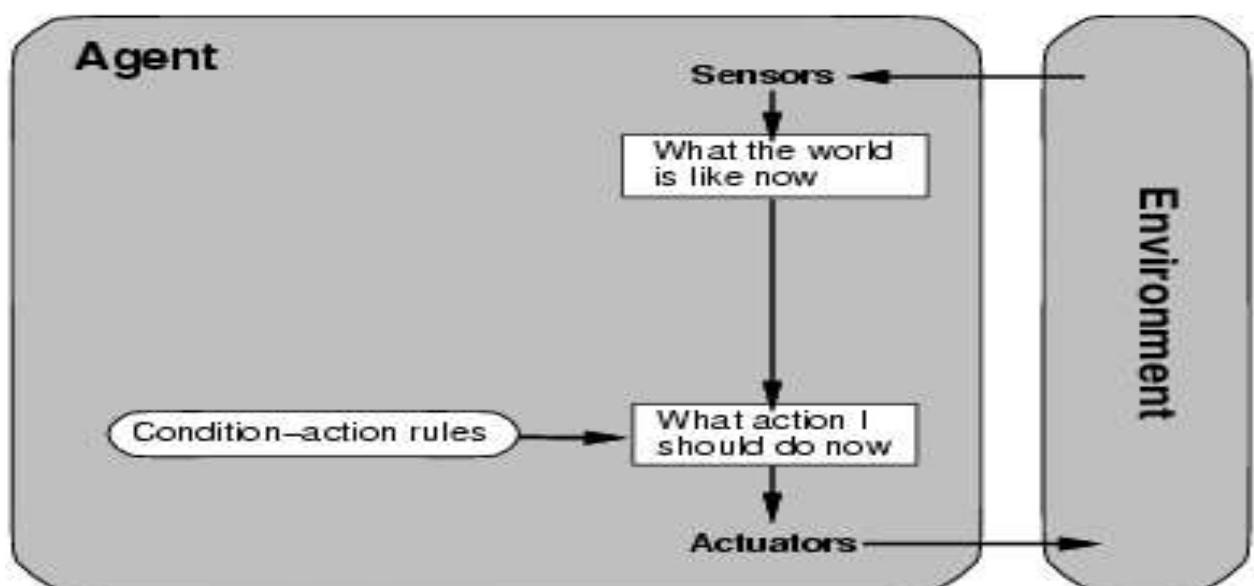 Agent
Sensors
What the world
is like now
Environment
Condition–action rules
What action I
should do now
Actuators